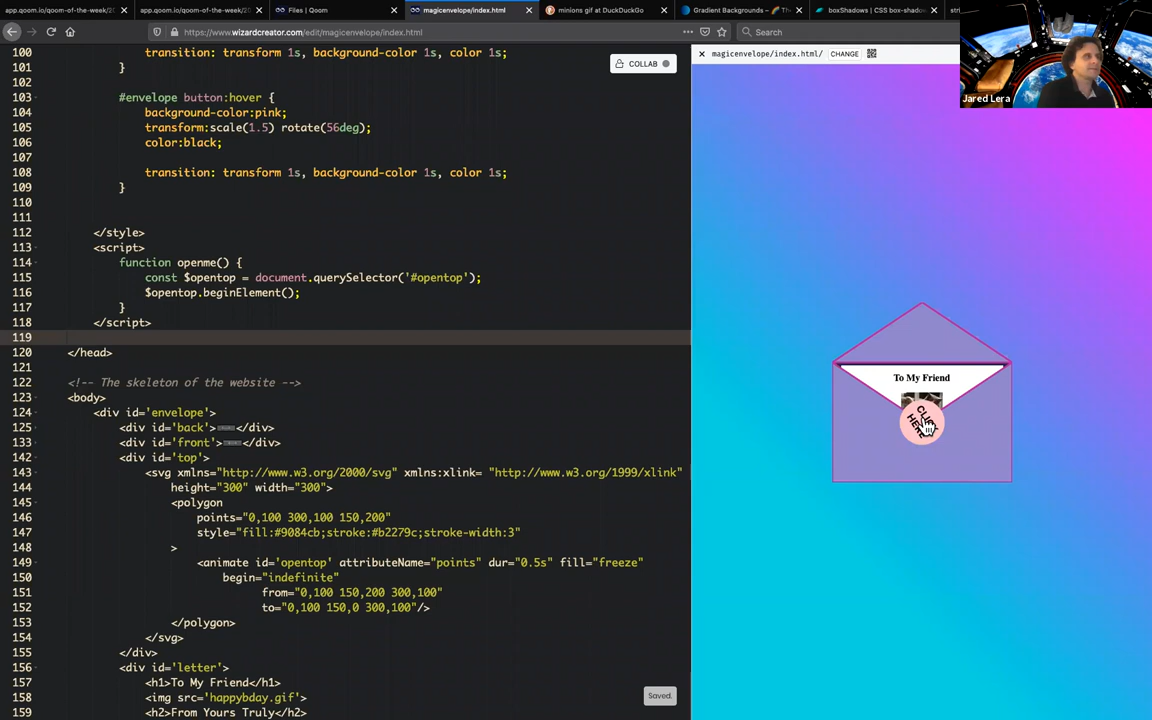 app.qoom.com/qoom-of-the-week/20
app.qoom.com/qoom-of-the-week/2
Files | Qoom
magicenvelope/index.html
minions gif at DuckDuckGo
Gradient Backgrounds –
boxShadows | CSS box-shado
https://www.wizardcreator.com/edit/magicenvelope/index.html
Search
magicenvelope/index.html/ CHANGE
Jared Lera
COLLAB
100 transition: transform 1s, background-color 1s, color 1s;
101 }
102
103 #envelope button:hover {
104 background-color:pink;
105 transform:scale(1.5) rotate(56deg);
106 color:black;
107
108 transition: transform 1s, background-color 1s, color 1s;
109 }
110
111
112 </style>
113 <script>
114 function openme() {
115 const $opentop = document.querySelector('#opentop');
116 $opentop.beginElement();
117 }
118 </script>
119
120 </head>
121
122 <!-- The skeleton of the website -->
123 <body>
124 <div id='envelope'>
125 <div id='back'></div>
133 <div id='front'></div>
142 <div id='top'>
143 <svg xmlns="http://www.w3.org/2000/svg" xmlns:xlink= "http://www.w3.org/1999/xlink"
144 height="300" width="300">
145 <polygon
146 points="0,100 300,100 150,200"
147 style="fill:#9084cb;stroke:#b2279c;stroke-width:3"
148 >
149 <animate id='opentop' attributeName="points" dur="0.5s" fill="freeze"
150 begin="indefinite"
151 from="0,100 150,200 300,100"
152 to="0,100 150,0 300,100"/>
153 </polygon>
154 </svg>
155 </div>
156 <div id='letter'>
157 <h1>To My Friend</h1>
158 <img src='happybday.gif'>
159 <h2>From Yours Truly</h2>
Saved.
To My Friend
CLICK
HERE